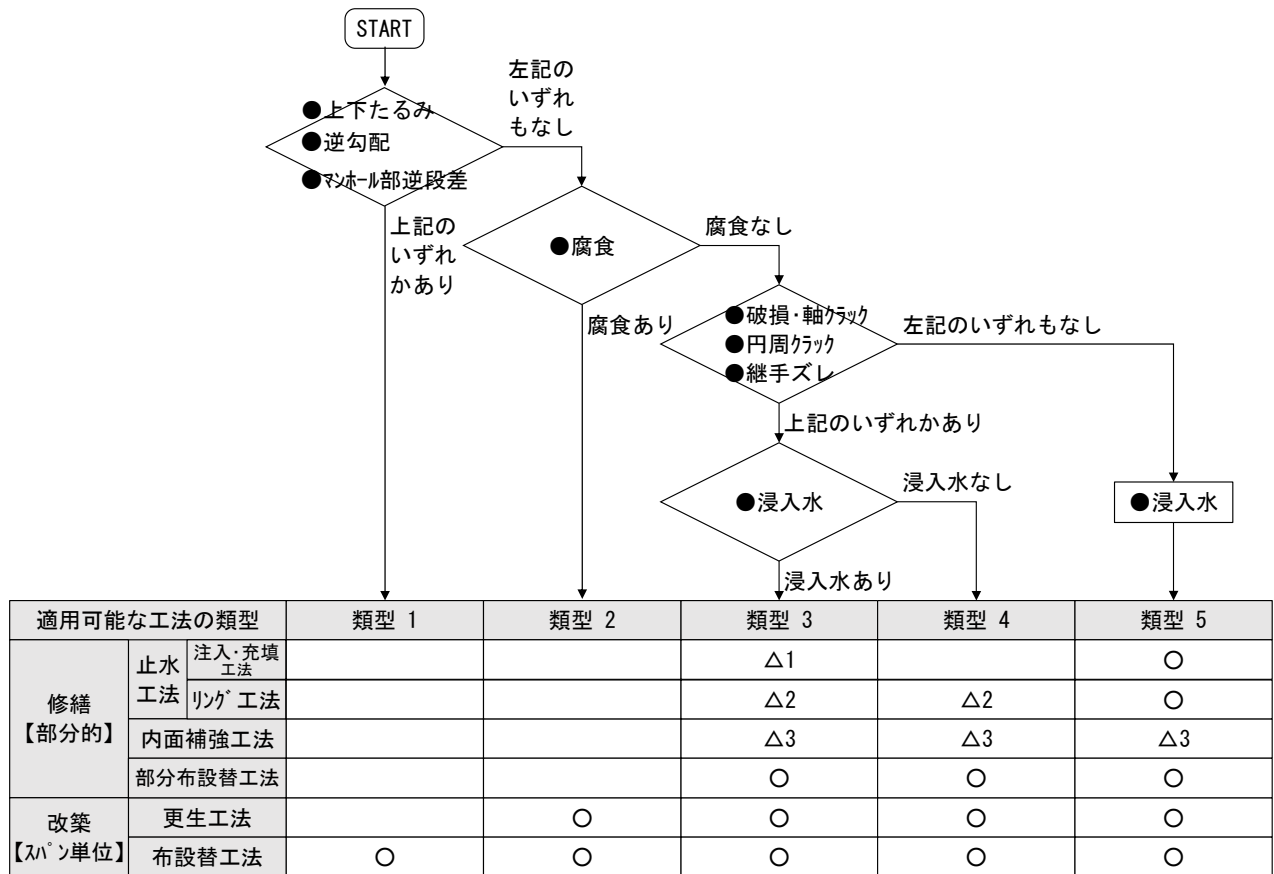 START
●上下たるみ
●逆勾配
●ﾏﾝﾎｰﾙ部逆段差
左記の
いずれ
もなし
上記の
いずれ
かあり
●腐食
腐食なし
腐食あり
●破損・軸ｸﾗｯｸ
●円周ｸﾗｯｸ
●継手ズレ
左記のいずれもなし
上記のいずれかあり
●浸入水
浸入水なし
●浸入水
浸入水あり
適用可能な工法の類型 類型 1 類型 2 類型 3 類型 4 類型 5
修繕
【部分的】
止水
工法
注入・充填
工法
△1 ○
ﾘﾝｸﾞ工法 △2 △2 ○
内面補強工法 △3 △3 △3
部分布設替工法 ○ ○ ○
改築
【ｽﾊﾟﾝ単位】
更生工法 ○ ○ ○ ○
布設替工法 ○ ○ ○ ○ ○